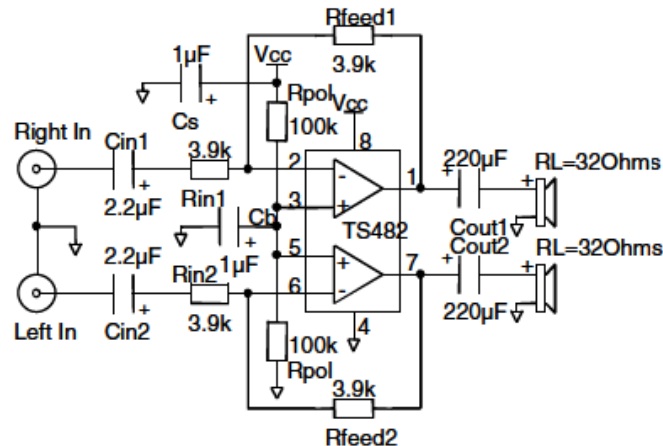 Rfeed1
1µF
Vcc
3.9k
Rpol
Vcc
Right In
Cs
100k
8
Cin1
3.9k
220µF
RL=32Ohms
2
-
1
+
+
+
2.2µF
Rin1
3
+
Cb
TS482
Cout1
2.2µF
Cout2
RL=32Ohms
Rin2
1µF
5
+
7
+
+
6
-
Left In
Cin2
3.9k
4
220µF
100k
Rpol
3.9k
Rfeed2